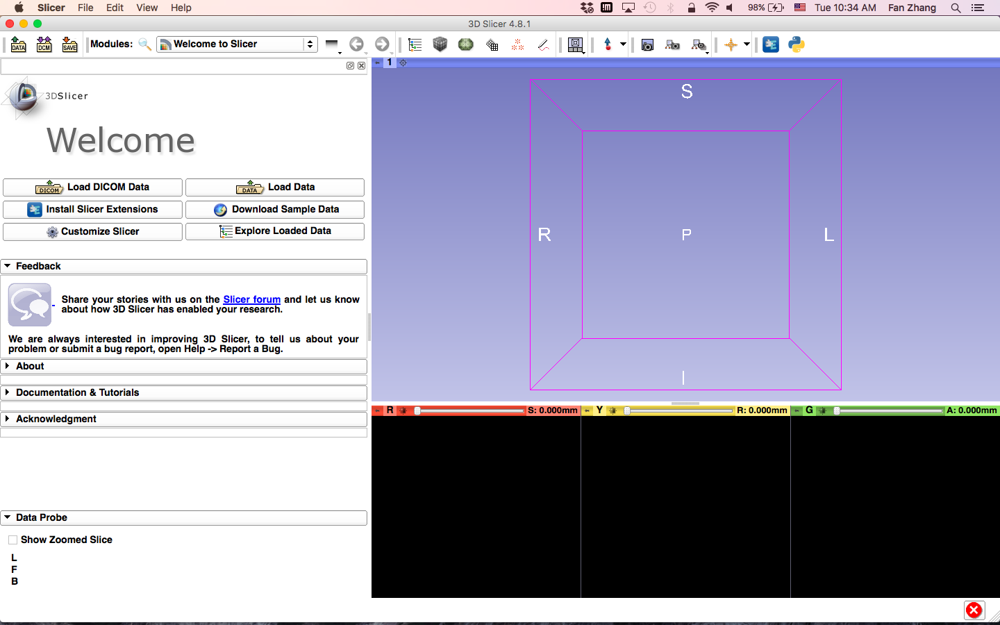 Slicer File Edit View Help 98% Tue 10:34 AM Fan Zhang
3D Slicer 4.8.1
DATA DCM SAVE Modules: Welcome to Slicer
1
3DSlicer
Welcome
DICOM Load DICOM Data DATA Load Data
Install Slicer Extensions Download Sample Data
Customize Slicer Explore Loaded Data
Feedback
Share your stories with us on the Slicer forum and let us know
about how 3D Slicer has enabled your research.
We are always interested in improving 3D Slicer, to tell us about your
problem or submit a bug report, open Help -> Report a Bug.
About
Documentation & Tutorials
Acknowledgment
Data Probe
Show Zoomed Slice
L
F
B
S
R P L
I
R S: 0.000mm Y R: 0.000mm G A: 0.000mm